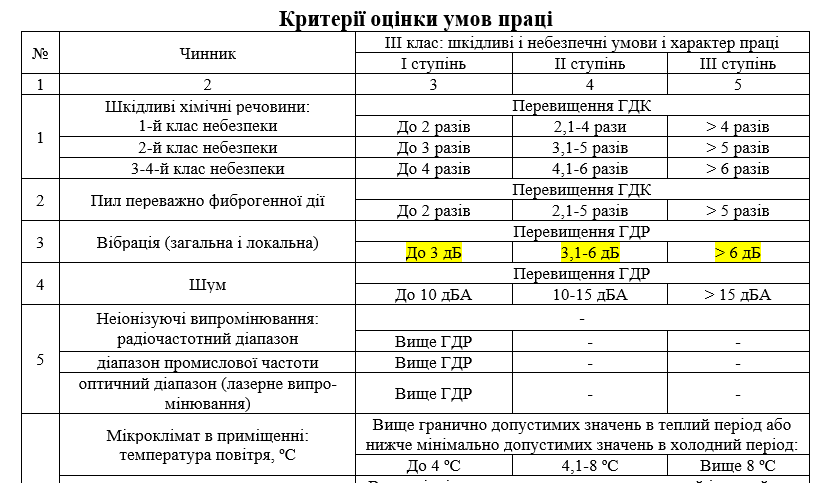 Критерії оцінки умов праці
№
Чинник
III клас: шкідливі і небезпечні умови і характер праці
I ступінь
II ступінь
III ступінь
1
2
3
4
5
1
Шкідливі хімічні речовини:
Перевищення ГДК
1-й клас небезпеки
До 2 разів
2,1-4 рази
> 4 разів
2-й клас небезпеки
До 3 разів
3,1-5 разів
> 5 разів
3-4-й клас небезпеки
До 4 разів
4,1-6 разів
> 6 разів
2
Пил переважно фиброгенної дії
Перевищення ГДК
До 2 разів
2,1-5 разів
> 5 разів
3
Вібрація (загальна і локальна)
Перевищення ГДР
До 3 дБ
3,1-6 дБ
> 6 дБ
4
Шум
Перевищення ГДР
До 10 дБА
10-15 дБА
> 15 дБА
5
Неіонізуючі випромінювання:
-
радіочастотний діапазон
Вище ГДР
-
-
діапазон промислової частоти
Вище ГДР
-
-
оптичний діапазон (лазерне випро-
мінювання)
Вище ГДР
-
-
Мікроклімат в приміщенні:
температура повітря, ºС
Вище гранично допустимих значень в теплий період або
нижче мінімально допустимих значень в холодний період:
До 4 ºС
4,1-8 ºС
Вище 8 ºС